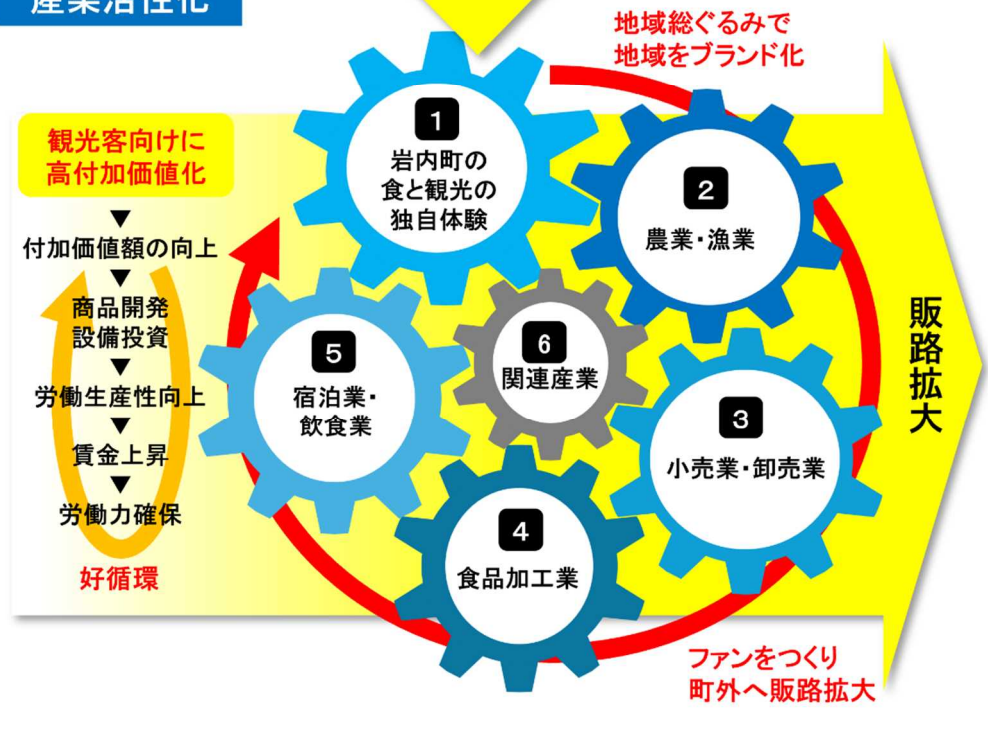 産業活性化
地域総ぐるみで
地域をブランド化
観光客向けに
高付加価値化
▼
付加価値額の向上
▼
商品開発
設備投資
▼
労働生産性向上
▼
賃金上昇
▼
労働力確保
好循環
1
岩内町の
食と観光の
独自体験
2
農業・漁業
3
小売業・卸売業
4
食品加工業
5
宿泊業・
飲食業
6
関連産業
販路拡大
ファンをつくり
町外へ販路拡大